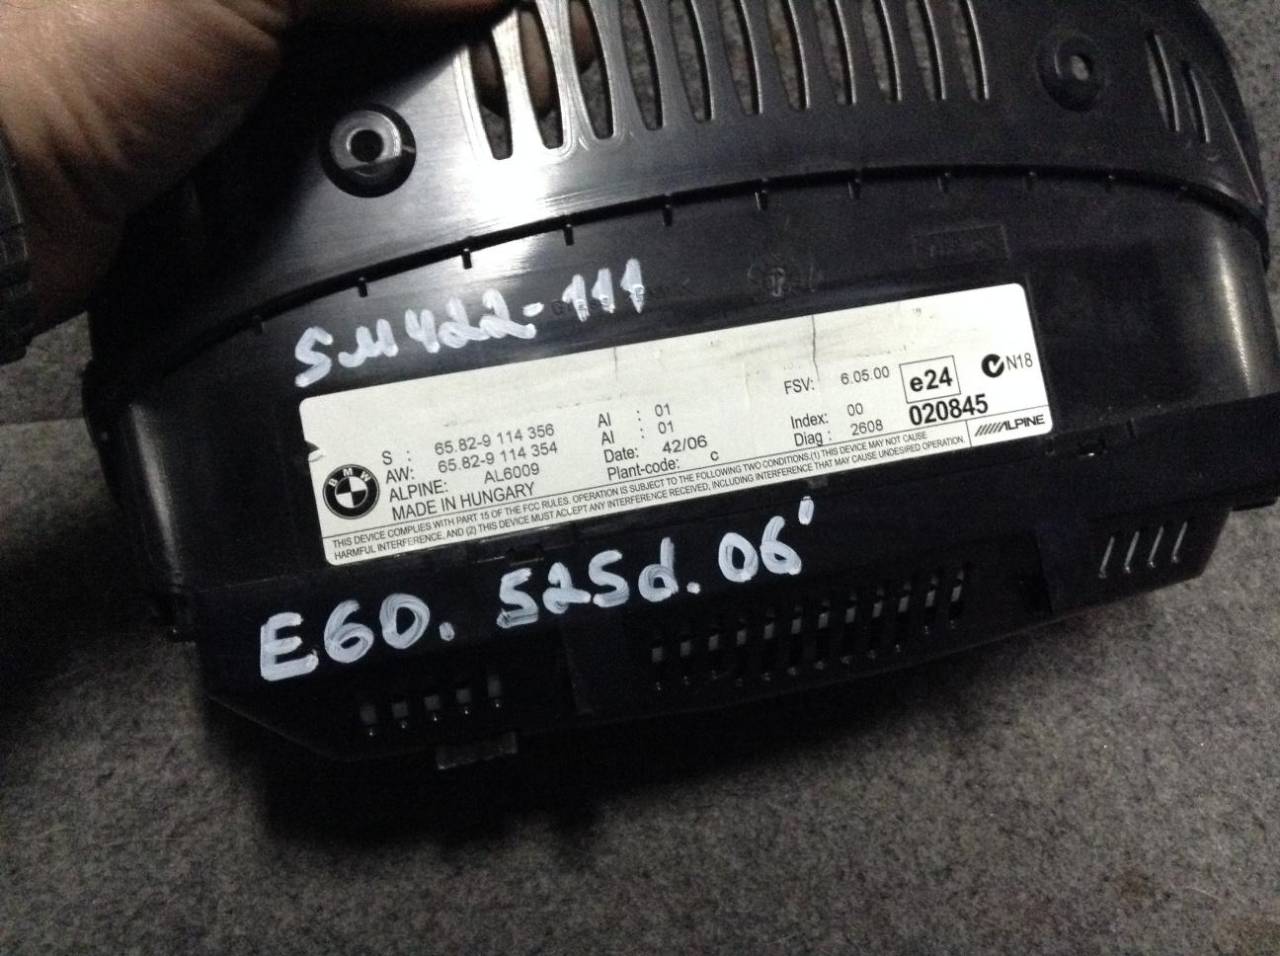 SM422-111
S : 65.82-9 114 356 AI : 01 FSV: 6.05.00 e24 N18
AW: 65.82-9 114 354 AI : 01 Index: 00 020845
ALPINE: AL6009 Date: 42/06 Diag : 2608 ALPINE
MADE IN HUNGARY Plant-code: c
BMW
THIS DEVICE COMPLIES WITH PART 15 OF THE FCC RULES. OPERATION IS SUBJECT TO THE FOLLOWING TWO CONDITIONS.(1) THIS DEVICE MAY NOT CAUSE
HARMFUL INTERFERENCE, AND (2) THIS DEVICE MUST ACLEPT ANY INTERFERENCE RECEIVED, INCLUDING INTERFERENCE THAT MAY CAUSE UNDESIRED OPERATION.
E60. 525d. 06'